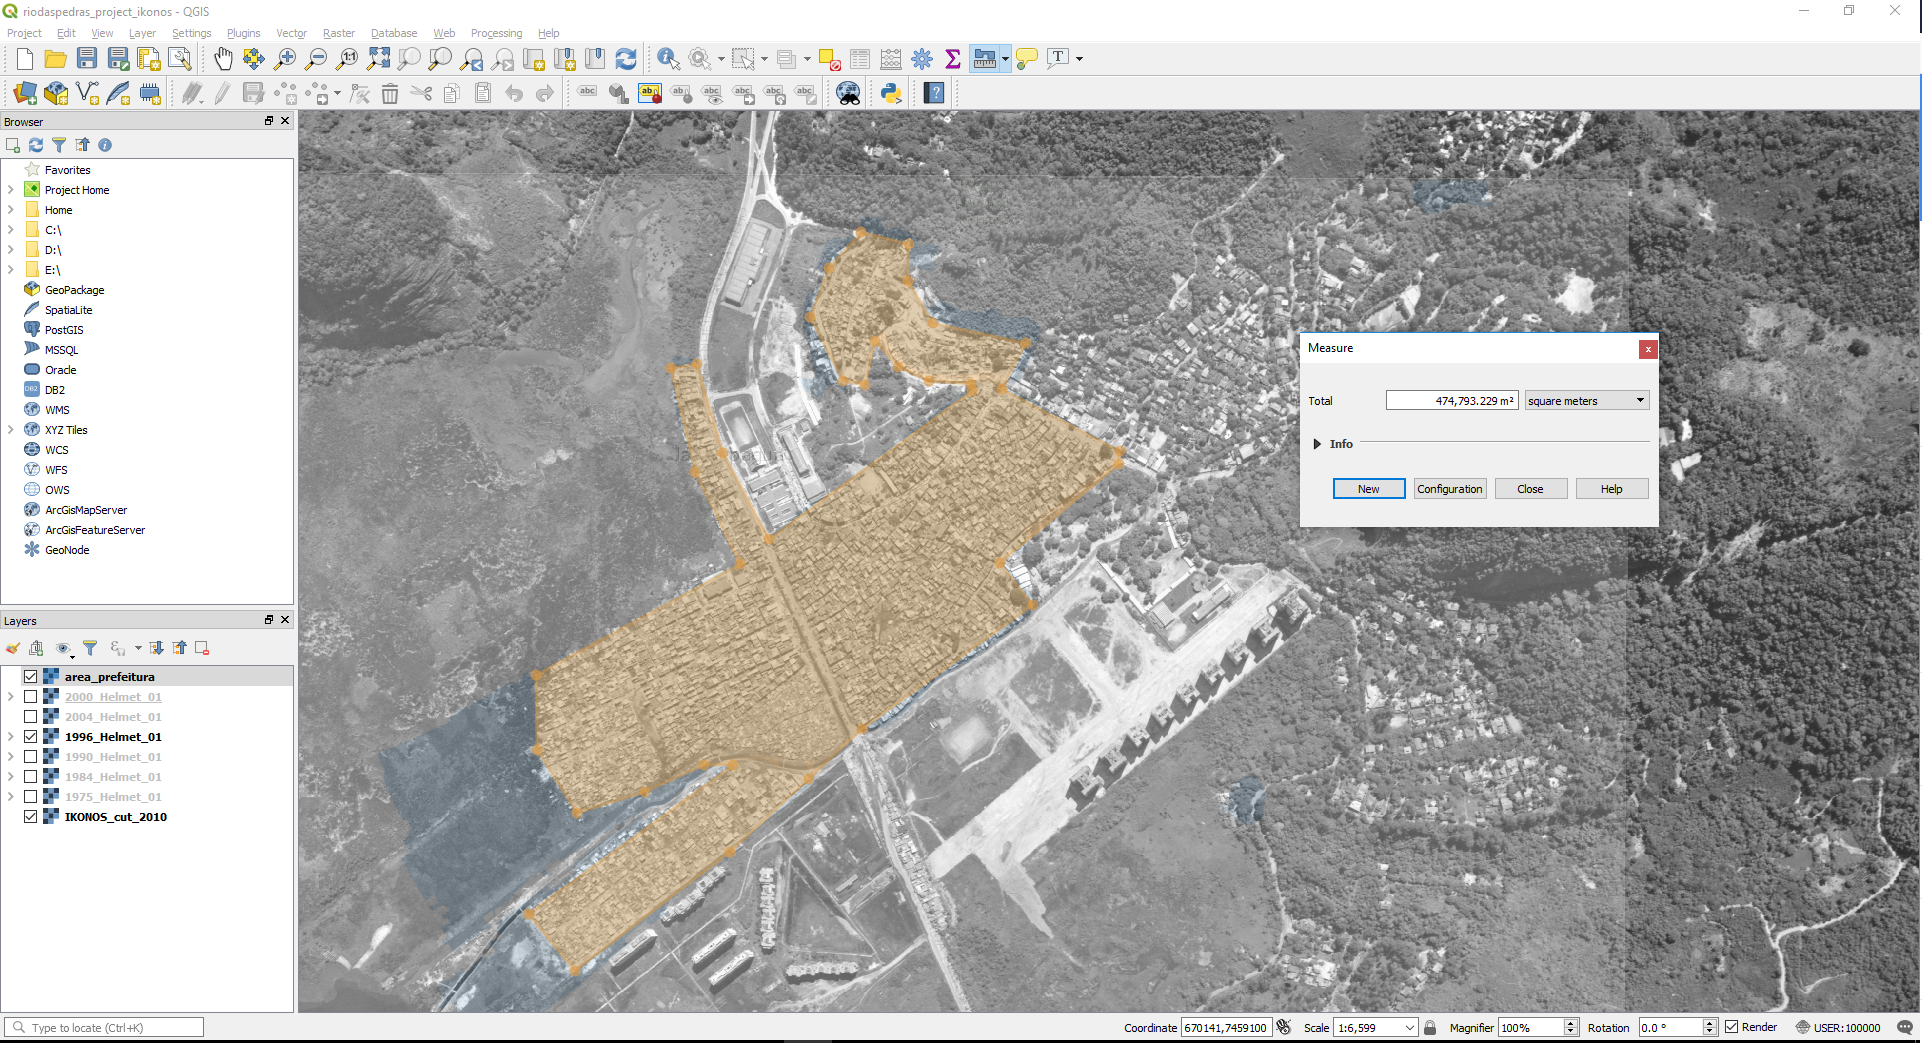 riodaspedras_project_ikonos - QGIS
Project Edit View Layer Settings Plugins Vector Raster Database Web Processing Help
Browser
Favorites
Project Home
Home
C:\
D:\
E:\
GeoPackage
SpatiaLite
PostGIS
MSSQL
Oracle
DB2
WMS
XYZ Tiles
WCS
WFS
OWS
ArcGisMapServer
ArcGisFeatureServer
GeoNode
Layers
area_prefeitura
2000_Helmet_01
2004_Helmet_01
1996_Helmet_01
1990_Helmet_01
1984_Helmet_01
1975_Helmet_01
IKONOS_cut_2010
Measure
Total 474,793.229 m² square meters
Info
New Configuration Close Help
Type to locate (Ctrl+K) Coordinate 670141,7459100 Scale 1:6,599 Magnifier 100% Rotation 0.0 ° Render USER:100000